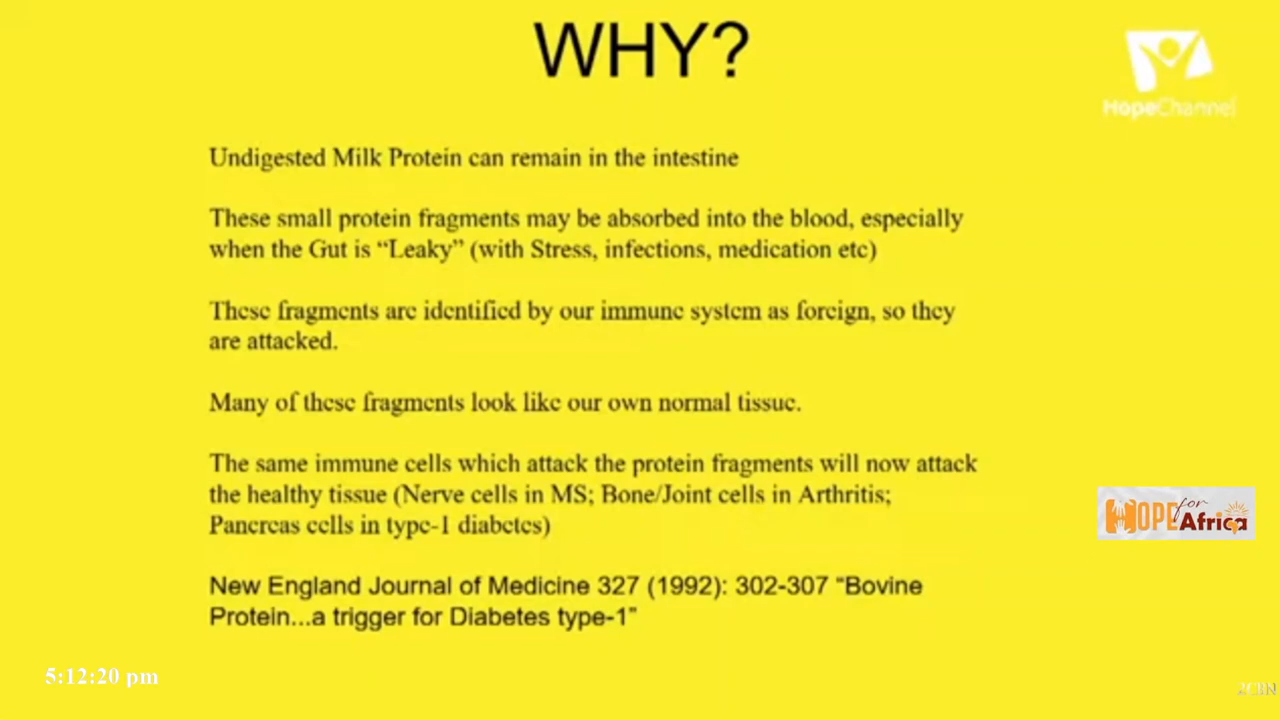 WHY?
HopeChannel
Undigested Milk Protein can remain in the intestine
These small protein fragments may be absorbed into the blood, especially
when the Gut is “Leaky” (with Stress, infections, medication etc)
These fragments are identified by our immune system as foreign, so they
are attacked.
Many of these fragments look like our own normal tissue.
The same immune cells which attack the protein fragments will now attack
the healthy tissue (Nerve cells in MS; Bone/Joint cells in Arthritis;
Pancreas cells in type-1 diabetes)
HOPE for Africa
New England Journal of Medicine 327 (1992): 302-307 “Bovine
Protein...a trigger for Diabetes type-1”
5:12:20 pm